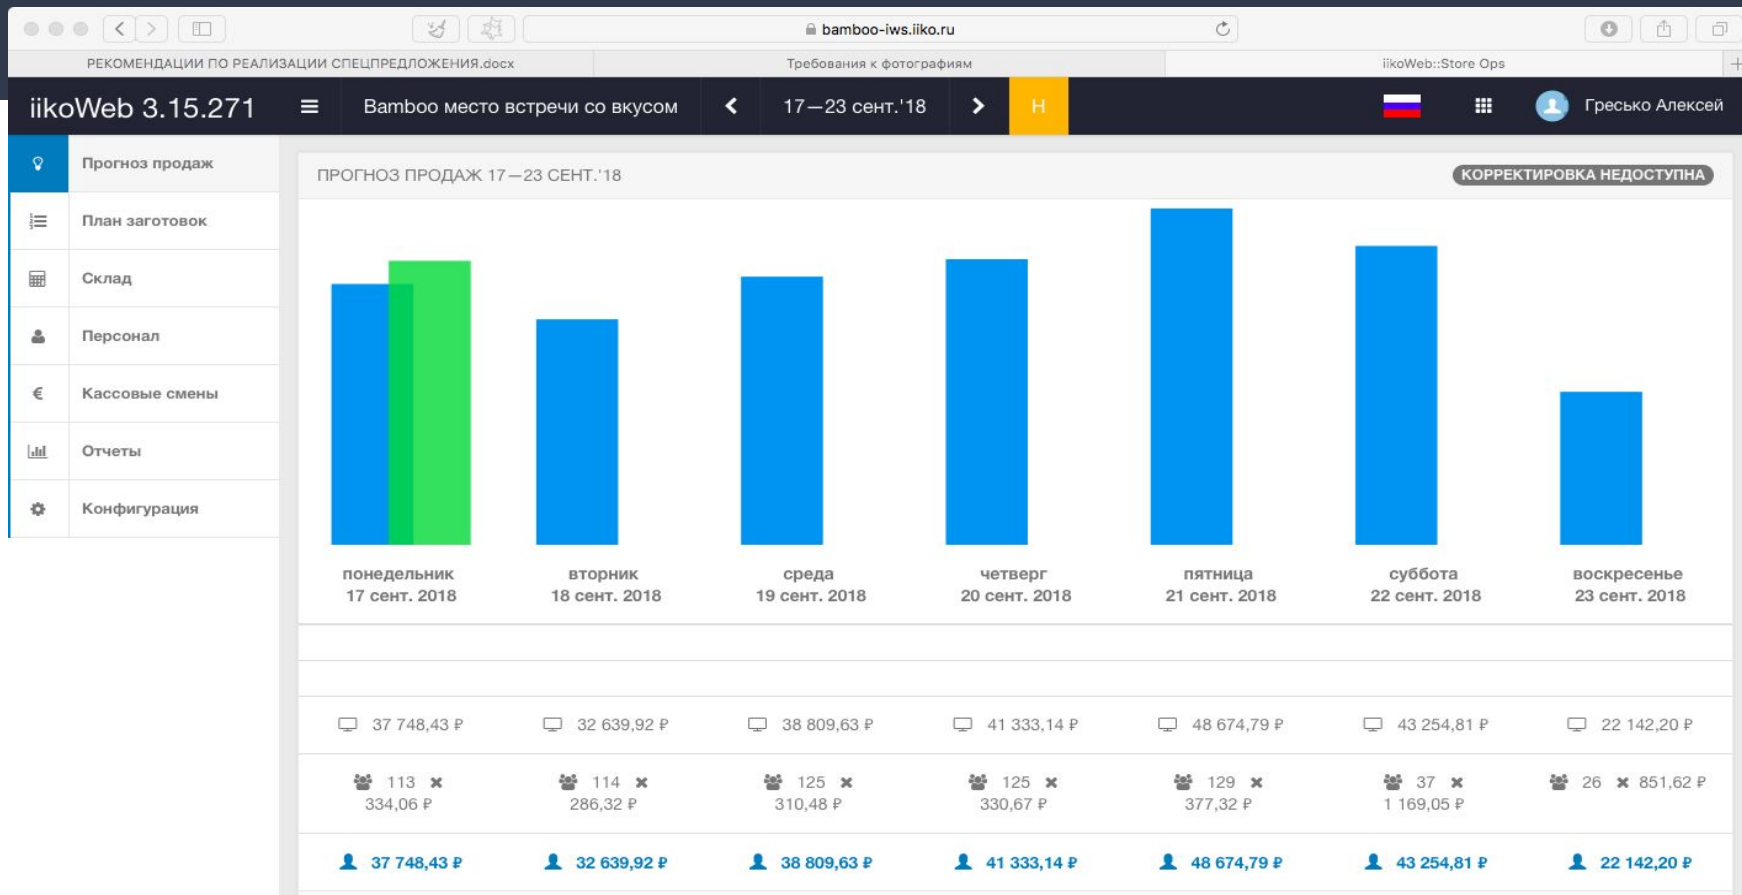 bamboo-iws.iiko.ru
РЕКОМЕНДАЦИИ ПО РЕАЛИЗАЦИИ СПЕЦПРЕДЛОЖЕНИЯ.docx
Требования к фотографиям
iikoWeb::Store Ops
iikoWeb 3.15.271
Bamboo место встречи со вкусом
17—23 сент.'18
Н
Гресько Алексей
Прогноз продаж
План заготовок
Склад
Персонал
€ Кассовые смены
Отчеты
Конфигурация
ПРОГНОЗ ПРОДАЖ 17—23 СЕНТ.'18
КОРРЕКТИРОВКА НЕДОСТУПНА
понедельник вторник среда четверг пятница суббота воскресенье
17 сент. 2018 18 сент. 2018 19 сент. 2018 20 сент. 2018 21 сент. 2018 22 сент. 2018 23 сент. 2018
37 748,43 ₽ 32 639,92 ₽ 38 809,63 ₽ 41 333,14 ₽ 48 674,79 ₽ 43 254,81 ₽ 22 142,20 ₽
113 ✖ 114 ✖ 125 ✖ 125 ✖ 129 ✖ 37 ✖ 26 ✖ 851,62 ₽
334,06 ₽ 286,32 ₽ 310,48 ₽ 330,67 ₽ 377,32 ₽ 1 169,05 ₽
37 748,43 ₽ 32 639,92 ₽ 38 809,63 ₽ 41 333,14 ₽ 48 674,79 ₽ 43 254,81 ₽ 22 142,20 ₽